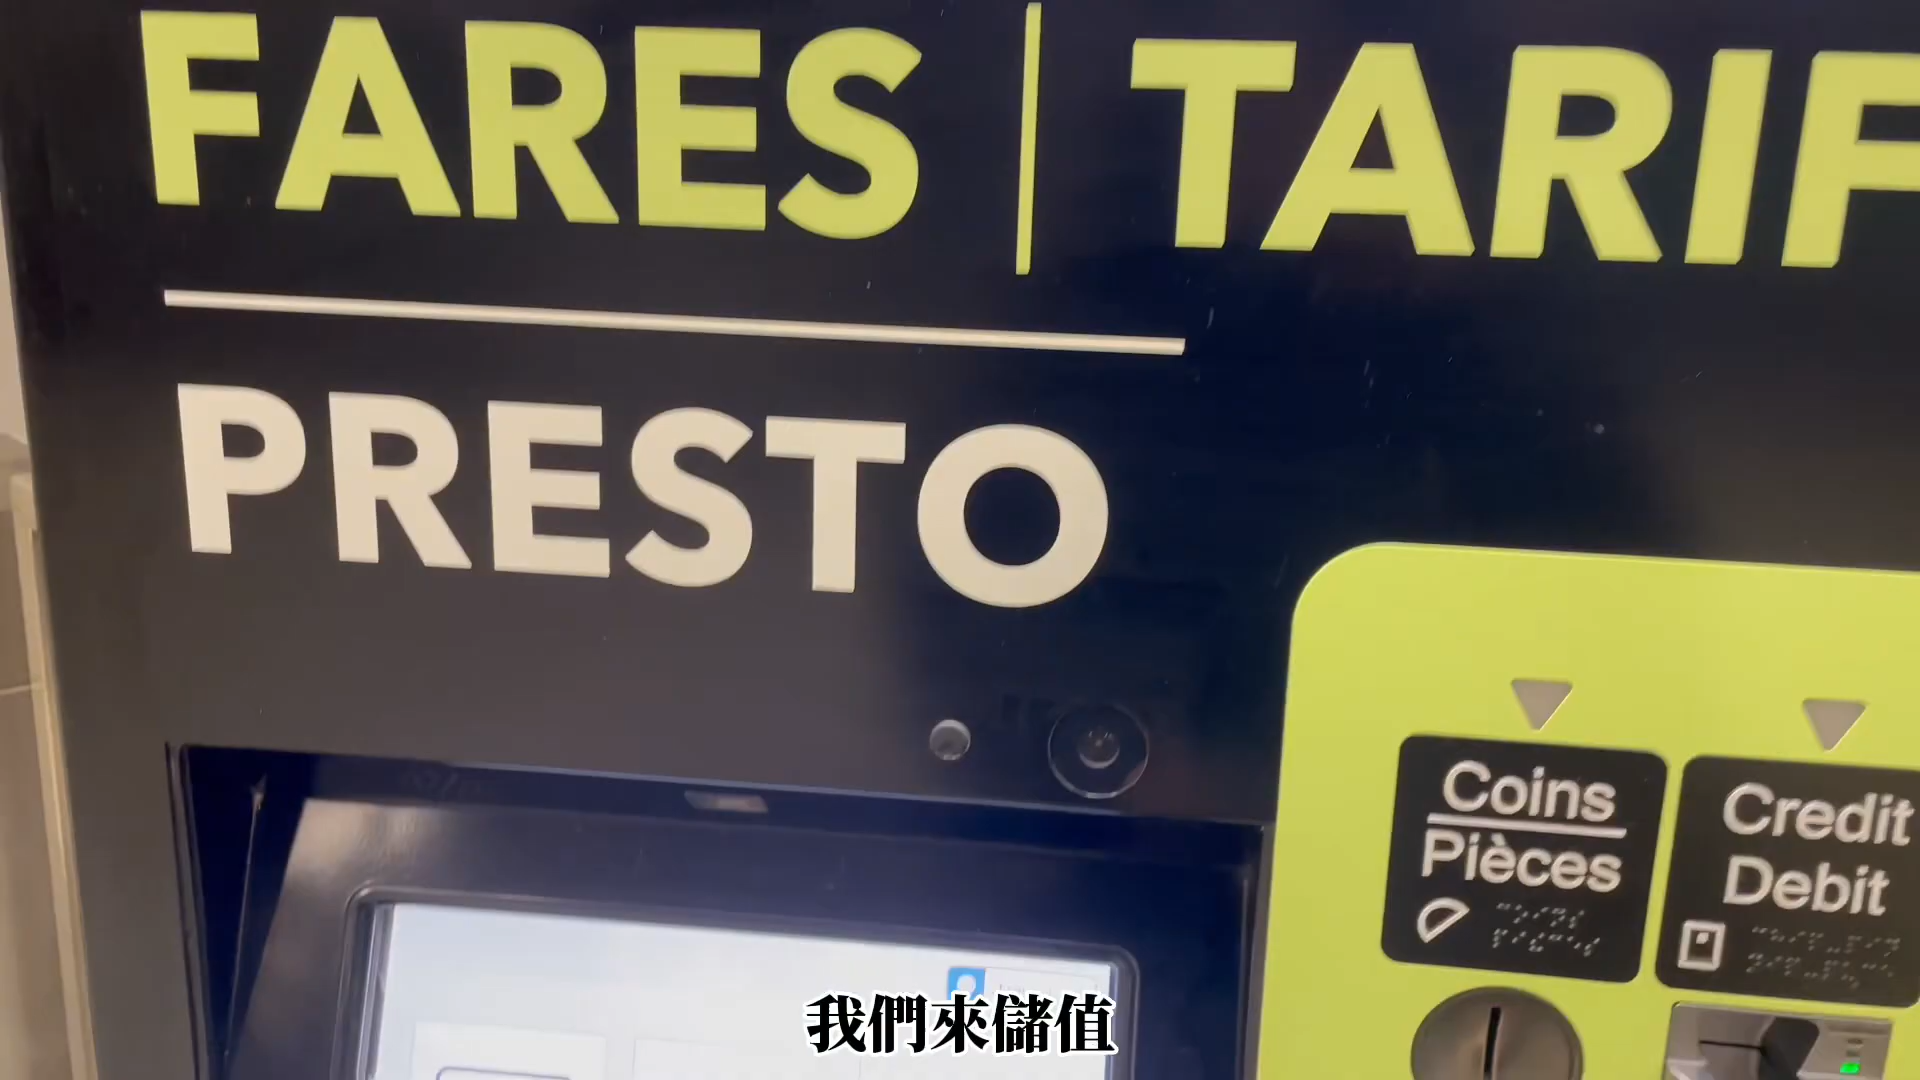 FARES | TARIF
PRESTO
Coins
Pièces
Credit
Debit
我們來儲值